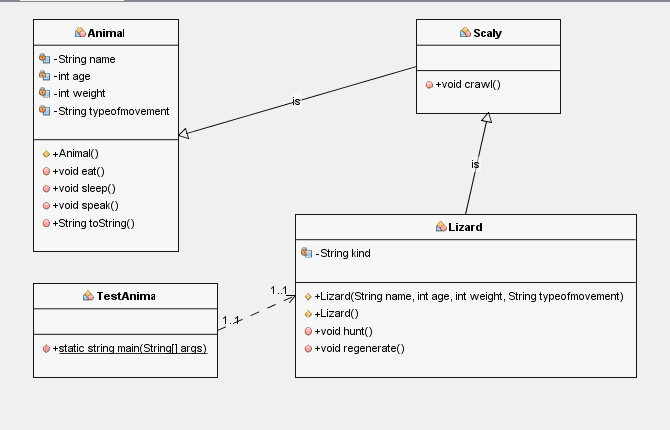 Animal
-String name
-int age
-int weight
-String typeofmovement
+Animal()
+void eat()
+void sleep()
+void speak()
+String toString()
Scaly
+void crawl()
is
is
Lizard
-String kind
+Lizard(String name, int age, int weight, String typeofmovement)
+Lizard()
+void hunt()
+void regenerate()
TestAnima
+static string main(String[] args)
1..1
1..1